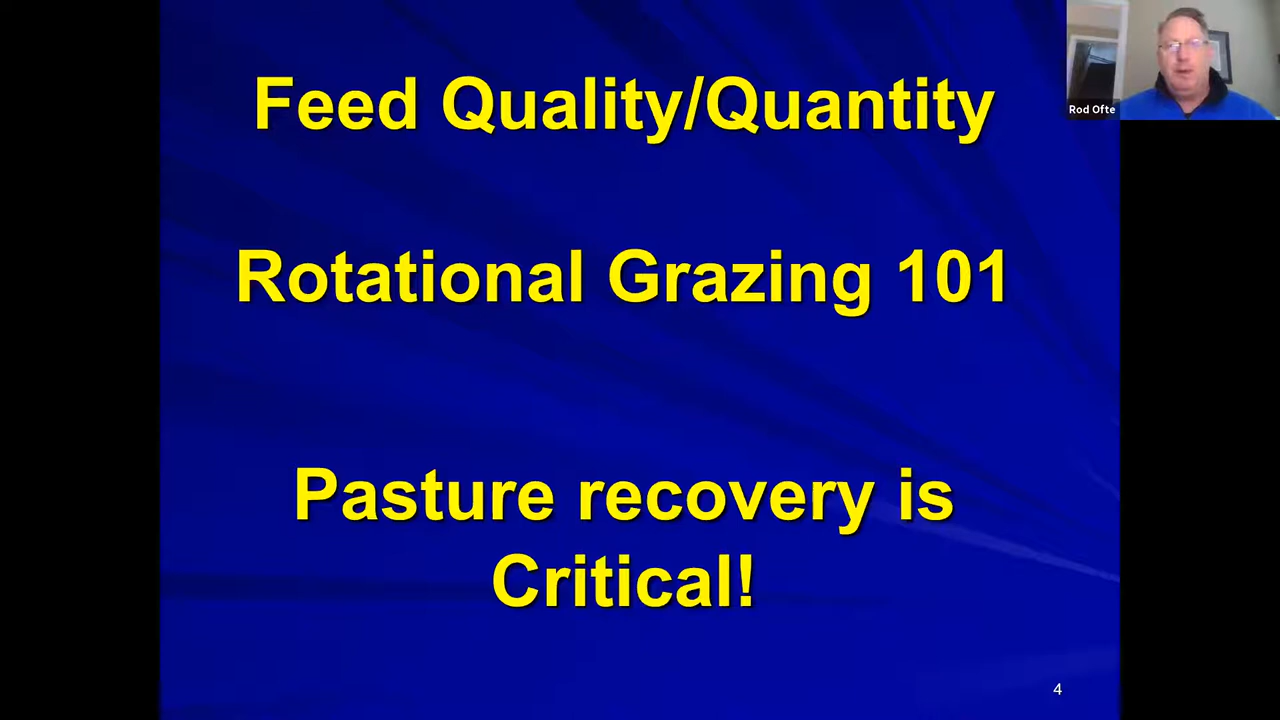 Feed Quality/Quantity
Rotational Grazing 101
Pasture recovery is
Critical!
4
Rod Ofte